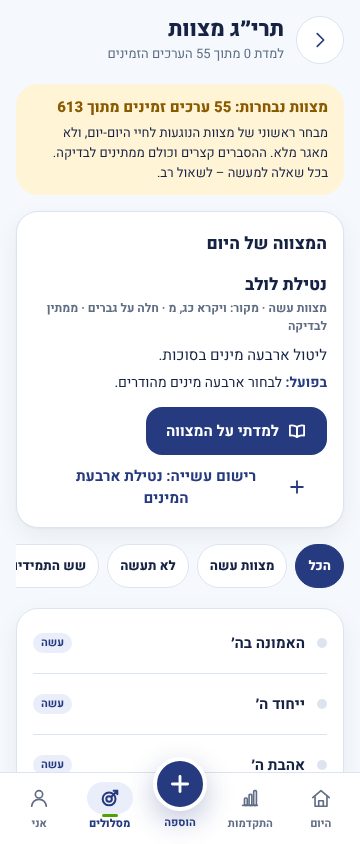 תרי״ג מצוות
למדת 0 מתוך 55 הערכים הזמינים
מצוות נבחרות: 55 ערכים זמינים מתוך 613
מבחר ראשוני של מצוות הנוגעות לחיי היום-יום, ולא
מאגר מלא. ההסברים קצרים וכולם ממתינים לבדיקה.
בכל שאלה למעשה – לשאול רב.
המצווה של היום
נטילת לולב
מצוות עשה · מקור: ויקרא כג, מ · חלה על גברים · ממתין
לבדיקה
ליטול ארבעה מינים בסוכות.
בפועל: לבחור ארבעה מינים מהודרים.
למדתי על המצווה
רישום עשייה: נטילת ארבעת
המינים
הכל
מצוות עשה
לא תעשה
שש התמידיו
האמונה בה׳
עשה
ייחוד ה׳
עשה
אהבת ה׳
עשה
היום
התקדמות
הוספה
מסלולים
אני